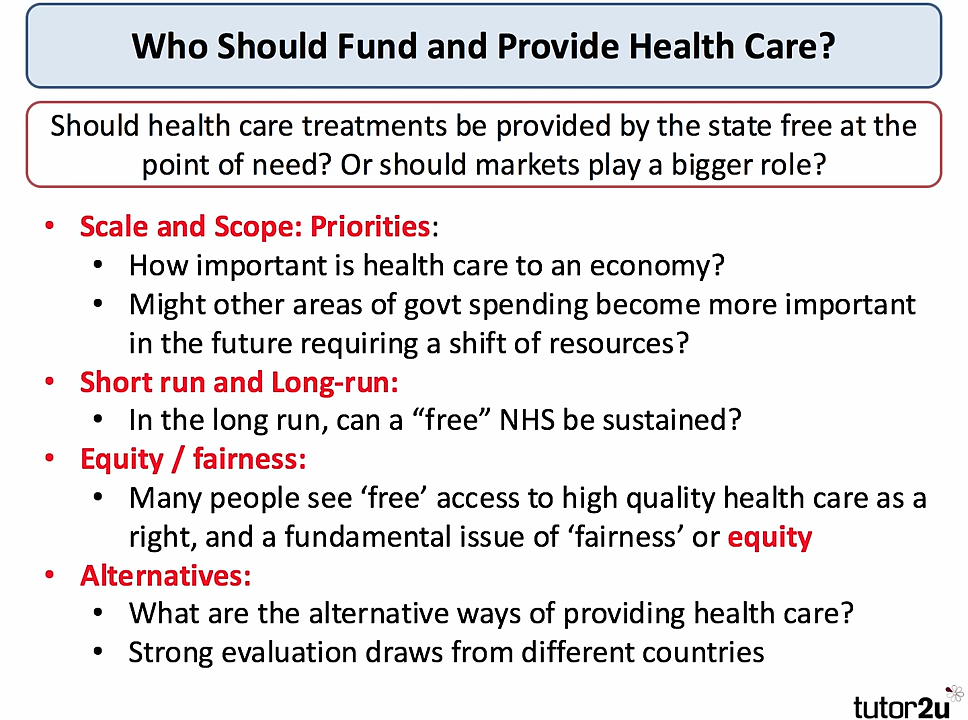 Who Should Fund and Provide Health Care?
Should health care treatments be provided by the state free at the
point of need? Or should markets play a bigger role?
• Scale and Scope: Priorities:
• How important is health care to an economy?
• Might other areas of govt spending become more important
in the future requiring a shift of resources?
• Short run and Long-run:
• In the long run, can a “free” NHS be sustained?
• Equity / fairness:
• Many people see ‘free’ access to high quality health care as a
right, and a fundamental issue of ‘fairness’ or equity
• Alternatives:
• What are the alternative ways of providing health care?
• Strong evaluation draws from different countries
tutor2u